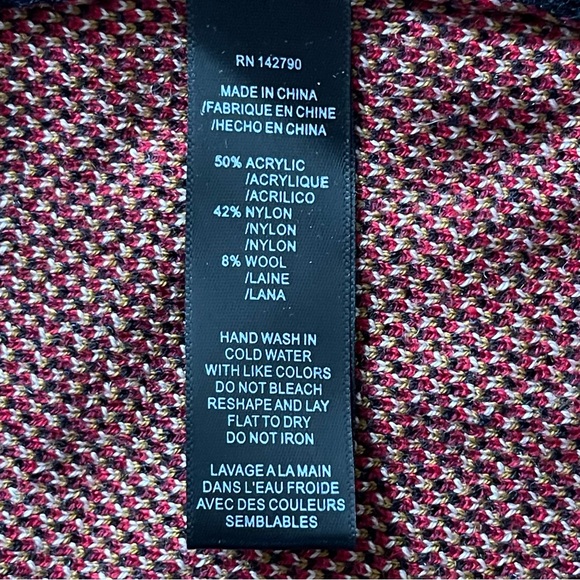 RN 142790
MADE IN CHINA
/FABRIQUE EN CHINE
/HECHO EN CHINA
50% ACRYLIC
/ACRYLIQUE
/ACRILICO
42% NYLON
/NYLON
/NYLON
8% WOOL
/LAINE
/LANA
HAND WASH IN
COLD WATER
WITH LIKE COLORS
DO NOT BLEACH
RESHAPE AND LAY
FLAT TO DRY
DO NOT IRON
LAVAGE A LA MAIN
DANS L'EAU FROIDE
AVEC DES COULEURS
SEMBLABLES